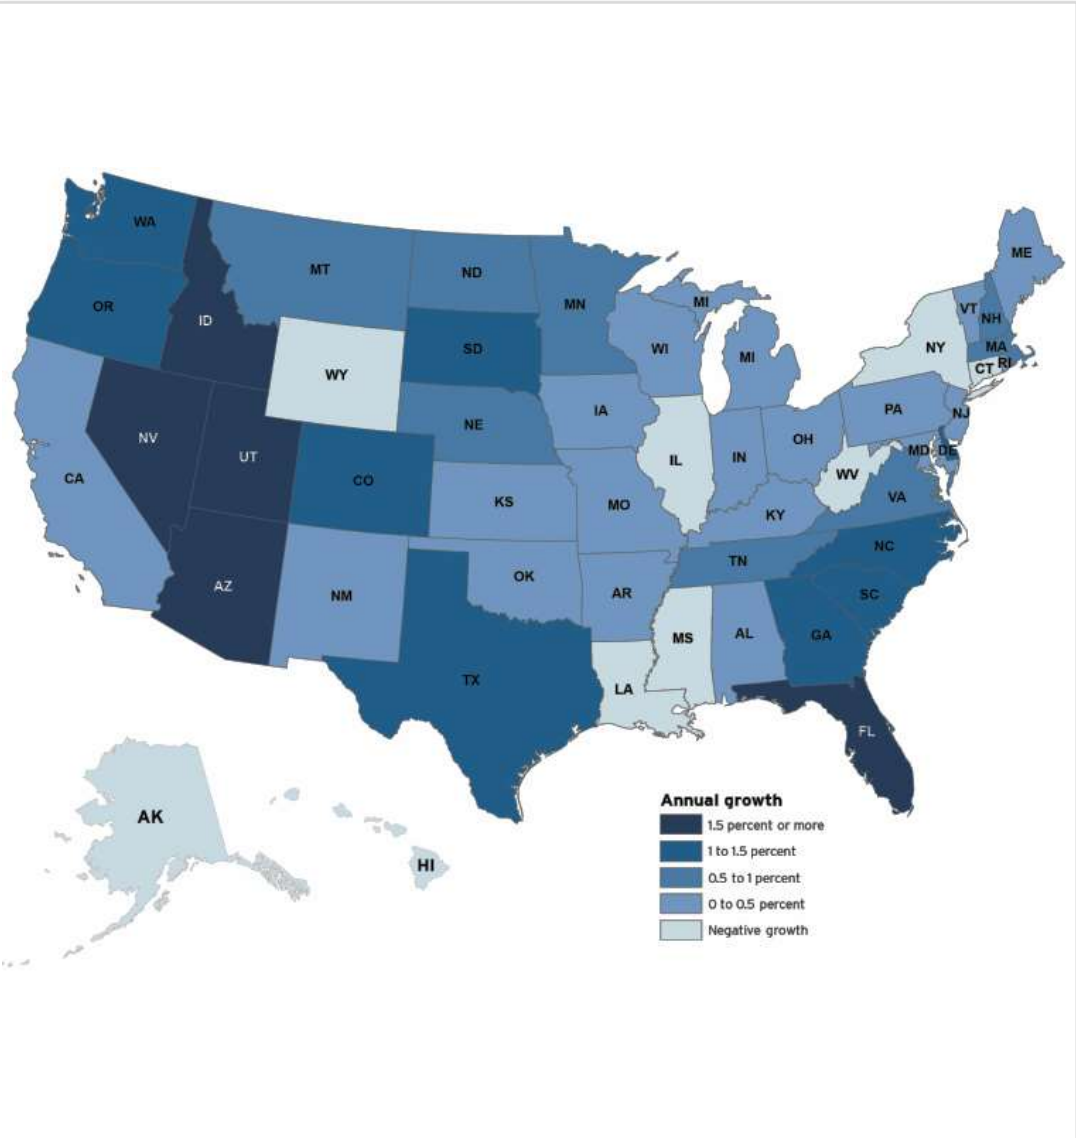 WA
MT
ND
MN
ME
OR
ID
SD
WI
MI
MI
VT
NH
MA
RI
CT
NY
WY
NE
IA
PA
NJ
NV
UT
CO
KS
MO
IL
IN
OH
WV
MD
DE
VA
KY
CA
AZ
NM
OK
AR
TN
NC
SC
TX
LA
MS
AL
GA
FL
AK
HI
Annual growth
1.5 percent or more
1 to 1.5 percent
0.5 to 1 percent
0 to 0.5 percent
Negative growth